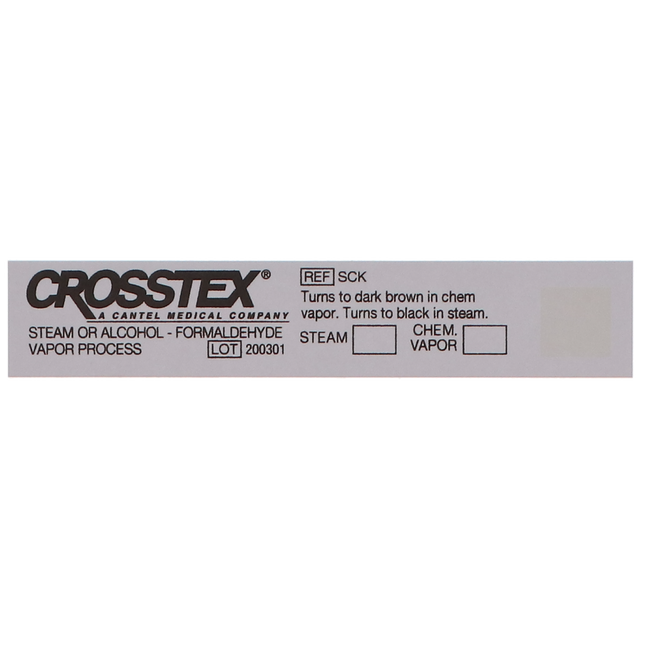 CROSSTEX®
A CANTEL MEDICAL COMPANY
STEAM OR ALCOHOL - FORMALDEHYDE
VAPOR PROCESS LOT 200301
REF SCK
Turns to dark brown in chem
vapor. Turns to black in steam.
STEAM CHEM. VAPOR